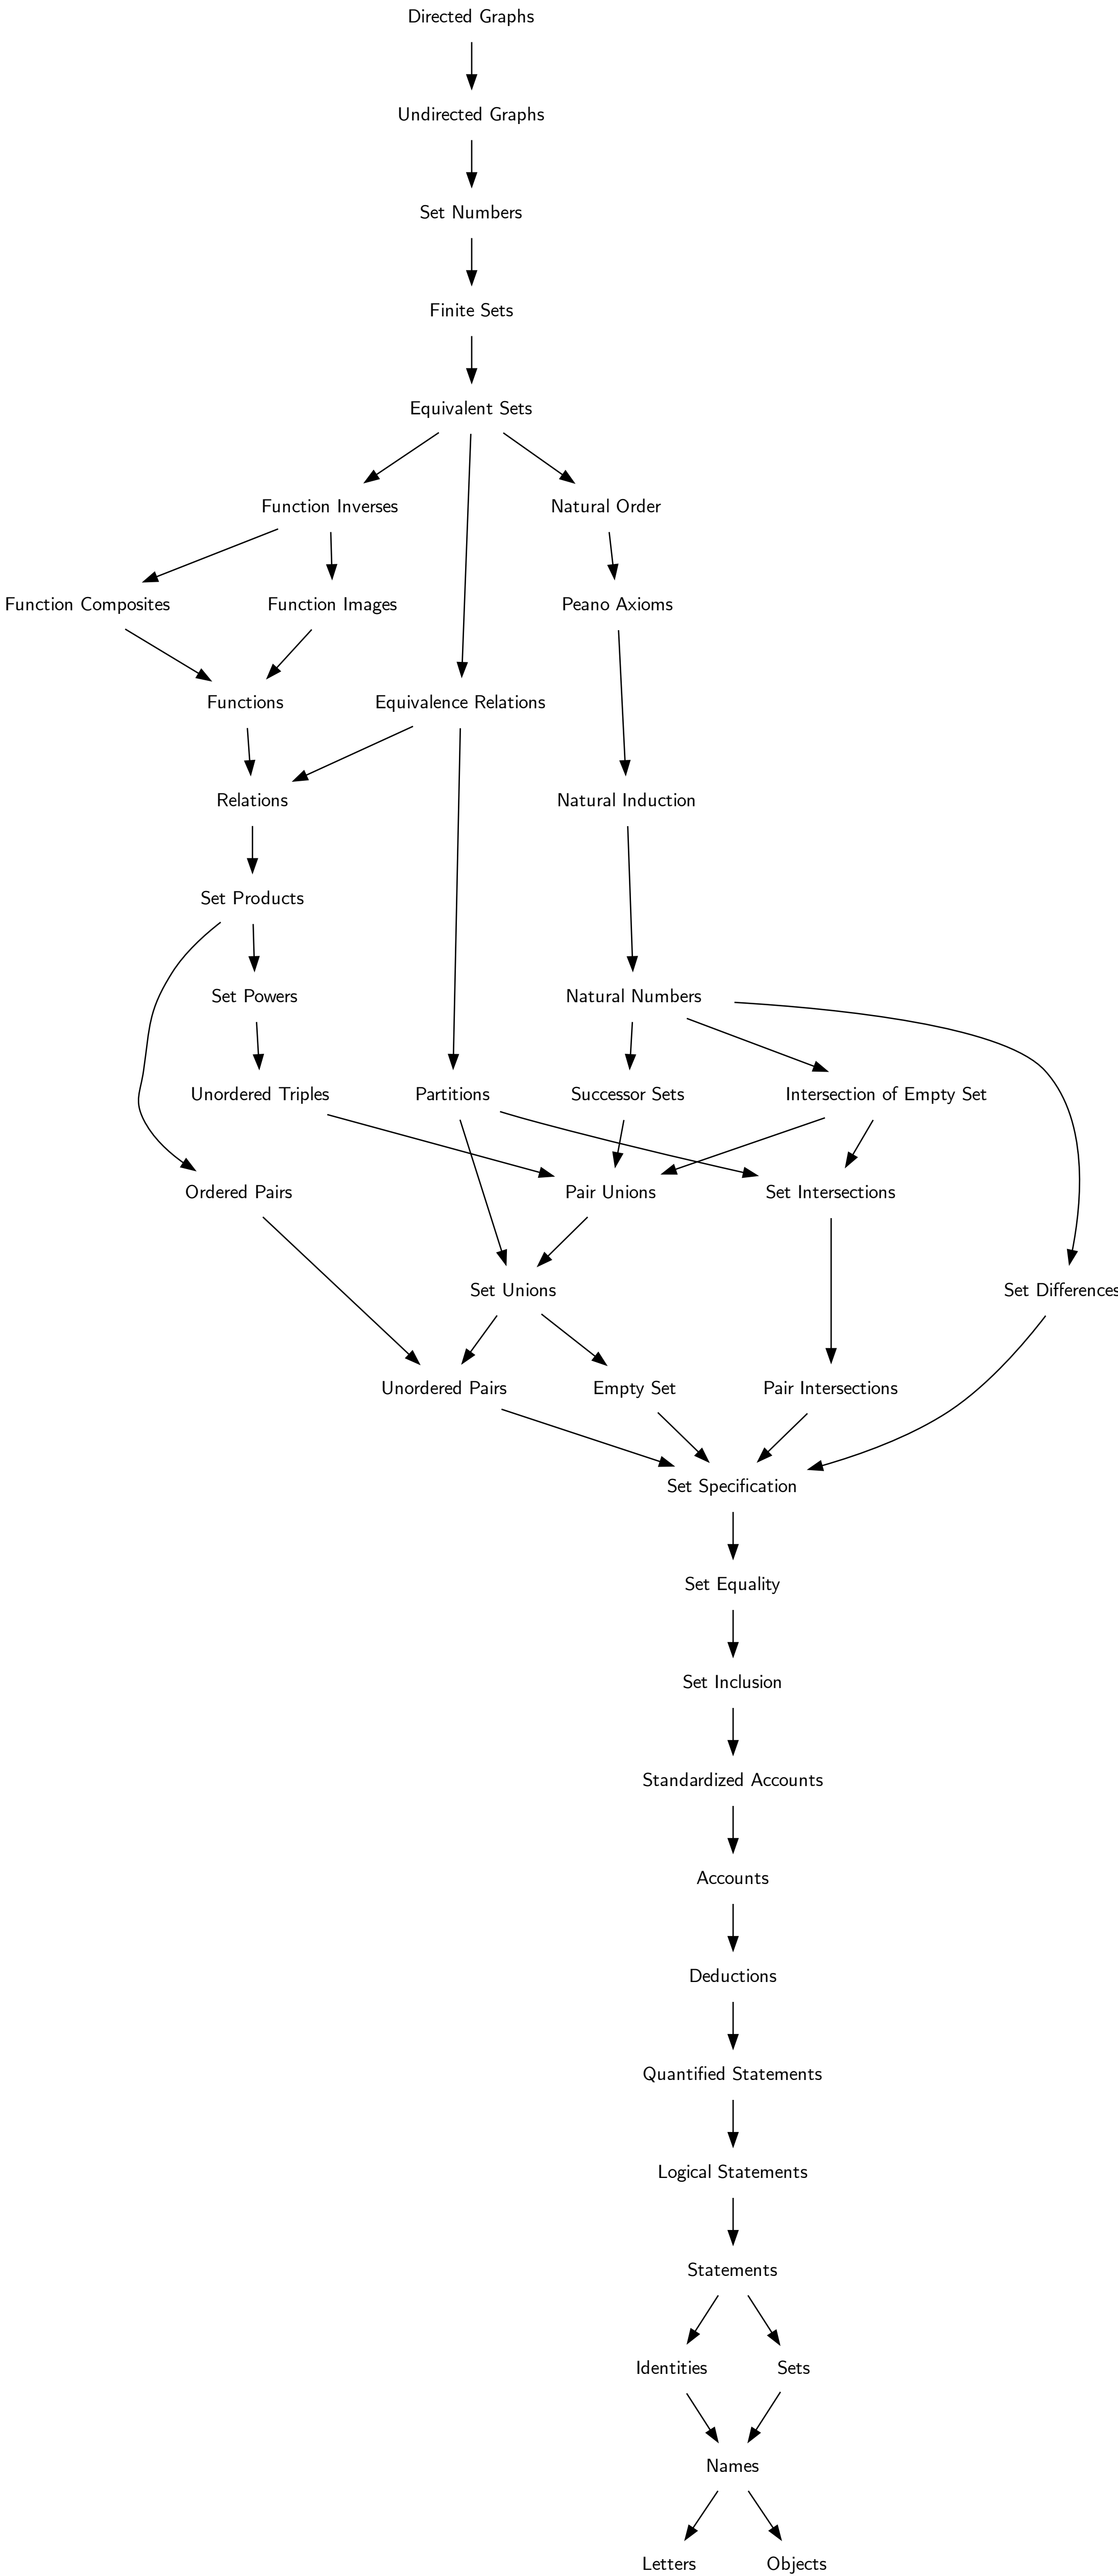 Directed Graphs
Undirected Graphs
Set Numbers
Finite Sets
Equivalent Sets
Function Inverses
Natural Order
Function Composites
Function Images
Peano Axioms
Functions
Equivalence Relations
Relations
Natural Induction
Set Products
Set Powers
Natural Numbers
Unordered Triples
Partitions
Successor Sets
Intersection of Empty Set
Ordered Pairs
Pair Unions
Set Intersections
Set Unions
Set Differences
Unordered Pairs
Empty Set
Pair Intersections
Set Specification
Set Equality
Set Inclusion
Standardized Accounts
Accounts
Deductions
Quantified Statements
Logical Statements
Statements
Identities
Sets
Names
Letters
Objects